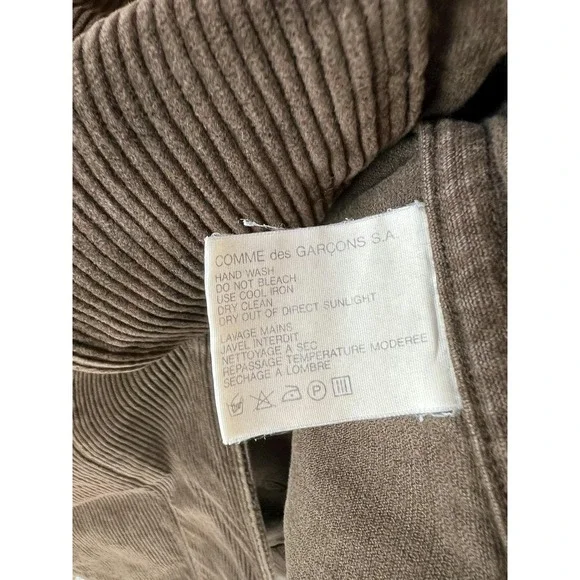 COMME des GARÇONS S.A.
HAND WASH
DO NOT BLEACH
USE COOL IRON
DRY CLEAN
DRY OUT OF DIRECT SUNLIGHT
LAVAGE MAINS
JAVEL INTERDIT
NETTOYAGE A SEC
REPASSAGE TEMPERATURE MODEREE
SECHAGE A LOMBRE
P